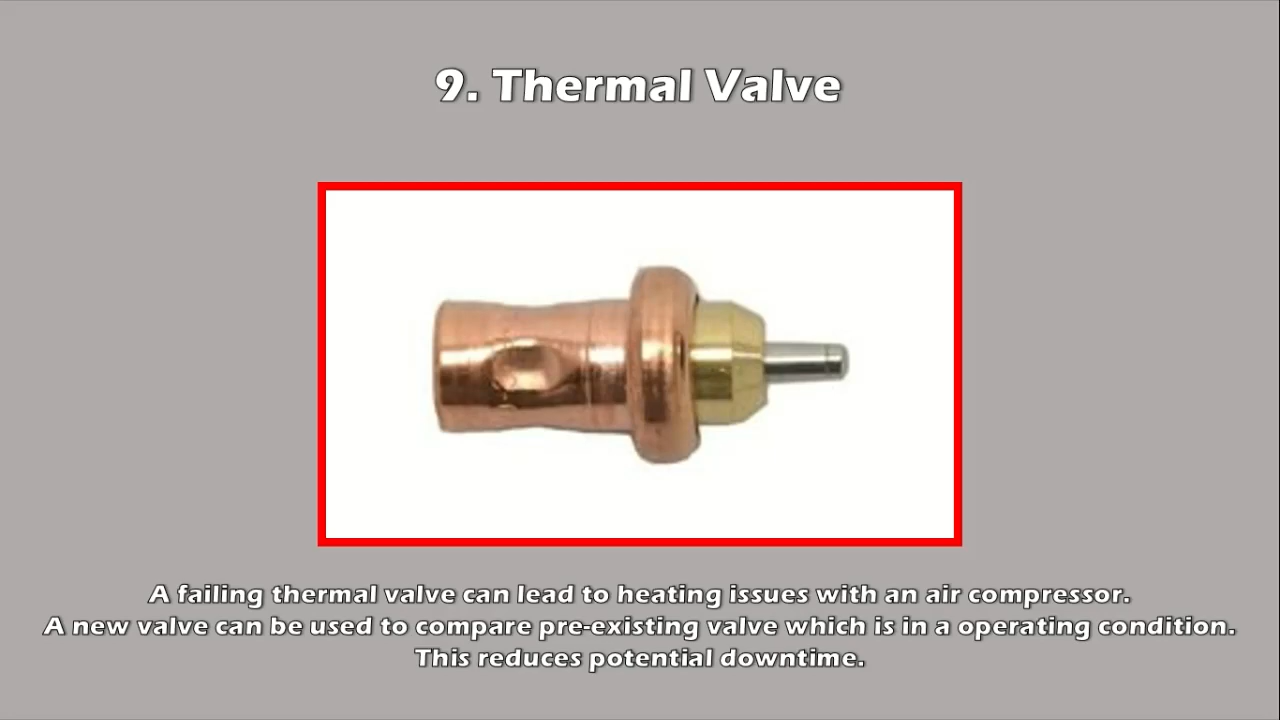 9. Thermal Valve
A failing thermal valve can lead to heating issues with an air compressor.
A new valve can be used to compare pre-existing valve which is in a operating condition.
This reduces potential downtime.